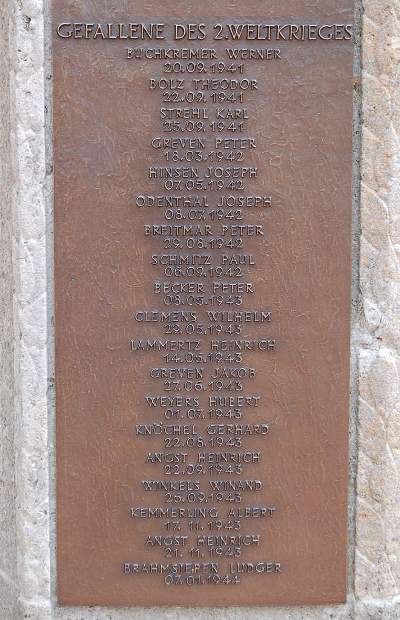 GEFALLENE DES 2.WELTKRIEGES
BUCHKREMER WERNER
20.09.1941
BOLZ THEODOR
22.09.1941
STREHL KARL
25.09.1941
GREVEN PETER
18.03.1942
HINSEN JOSEPH
07.05.1942
ODENTHAL JOSEPH
08.07.1942
BREITMAR PETER
29.08.1942
SCHMITZ PAUL
06.09.1942
BECKER PETER
08.05.1943
CLEMENS WILHELM
29.05.1943
LAMMERTZ HEINRICH
14.05.1943
GREVEN JAKOB
27.06.1943
WEYERS HUBERT
01.07.1943
KNÖCHEL GERHARD
22.08.1943
ANGST HEINRICH
22.09.1943
WINKELS WINAND
26.09.1943
KEMMERLING ALBERT
17.11.1943
ANGST HEINRICH
21.11.1943
BRAHMSIEPEN LUDGER
07.01.1944